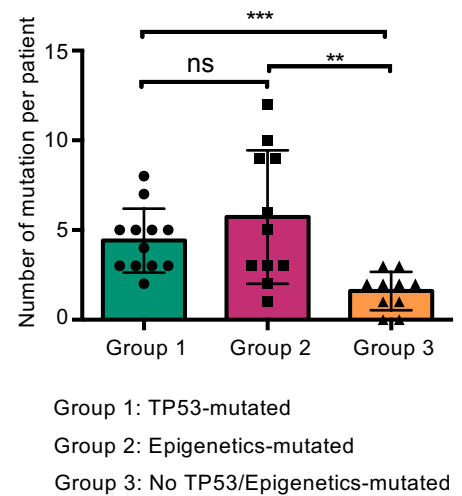 ***
ns
**
Number of mutation per patient
15
10
5
0
Group 1
Group 2
Group 3
Group 1: TP53-mutated
Group 2: Epigenetics-mutated
Group 3: No TP53/Epigenetics-mutated